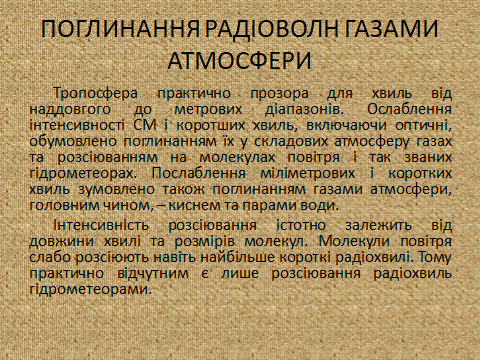 ПОГЛИНАННЯ РАДІОВОЛН ГАЗАМИ
АТМОСФЕРИ
Тропосфера практично прозора для хвиль від
наддовгого до метрових діапазонів. Ослаблення
інтенсивності СМ і коротших хвиль, включаючи оптичні,
обумовлено поглинанням їх у складових атмосферу газах
та розсіюванням на молекулах повітря і так званих
гідрометеорах. Послаблення міліметрових і коротких
хвиль зумовлено також поглинанням газами атмосфери,
головним чином, – киснем та парами води.
Інтенсивність розсіювання істотно залежить від
довжини хвилі та розмірів молекул. Молекули повітря
слабо розсіюють навіть найбільше короткі радіохвилі. Тому
практично відчутним є лише розсіювання радіохвиль
гідрометеорами.